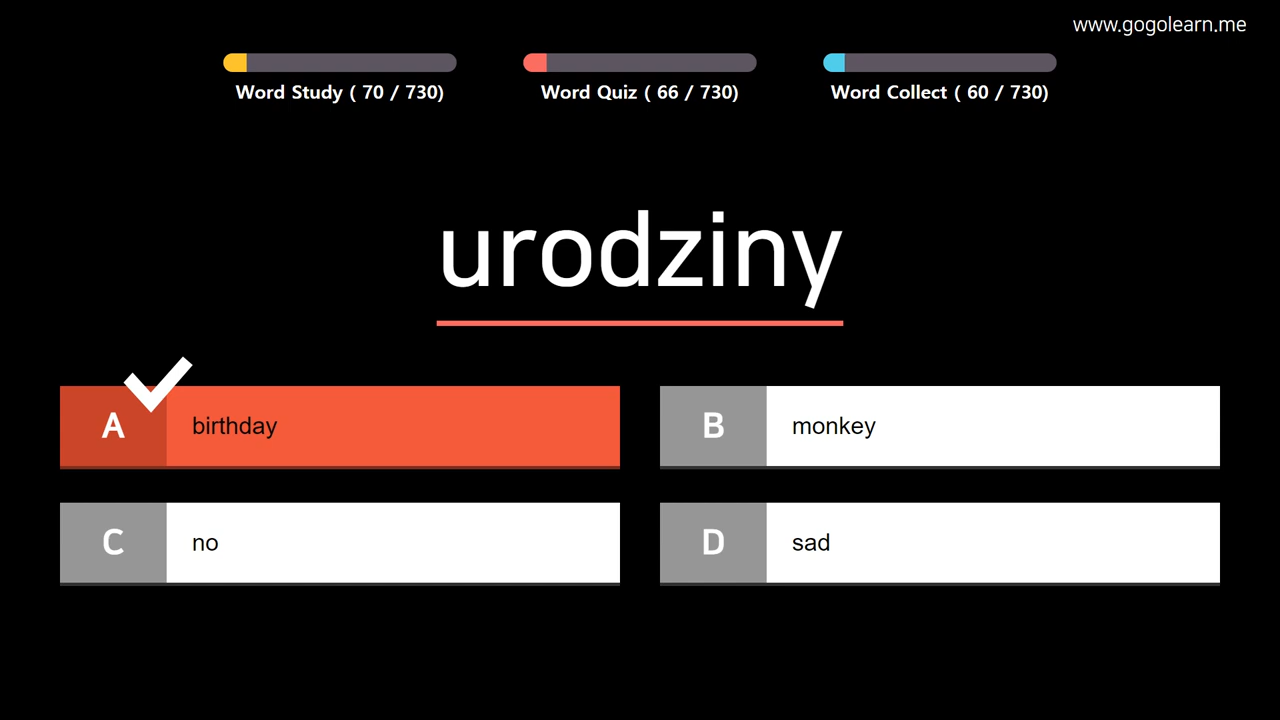 www.gogolearn.me
Word Study ( 70 / 730)
Word Quiz ( 66 / 730)
Word Collect ( 60 / 730)
urodziny
A birthday
B monkey
C no
D sad